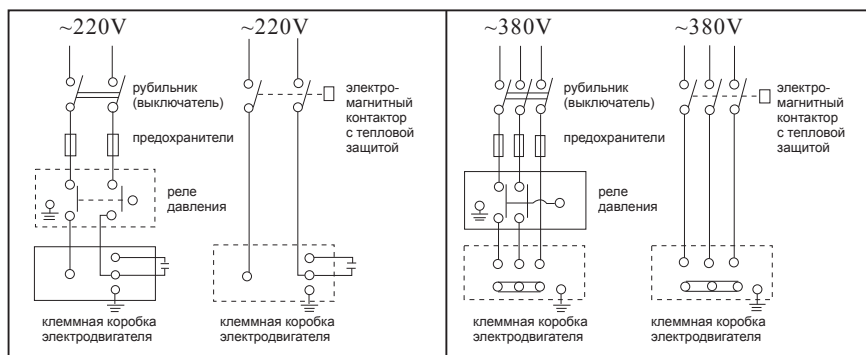 ~220V
~220V
рубильник
(выключатель)
предохранители
реле
давления
электро-
магнитный
контактор
с тепловой
защитой
клеммная коробка
электродвигателя
клеммная коробка
электродвигателя
~380V
~380V
рубильник
(выключатель)
предохранители
реле
давления
электро-
магнитный
контактор
с тепловой
защитой
клеммная коробка
электродвигателя
клеммная коробка
электродвигателя